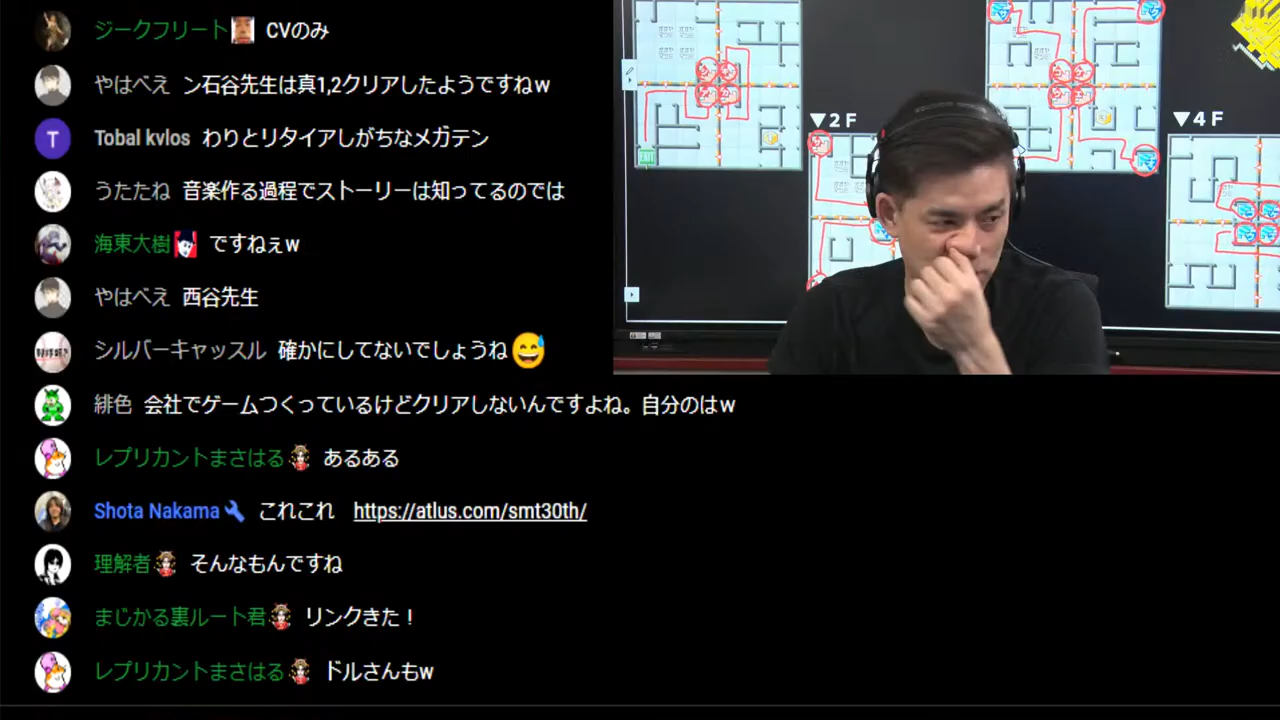 ジークフリート CVのみ
やはべえ ン石谷先生は真1,2クリアしたようですねw
T Tobal kvlos わりとリタイアしがちなメガテン
うたたね 音楽作る過程でストーリーは知ってるのでは
海東大樹 ですねぇw
やはべえ 西谷先生
シルバーキャッスル 確かにしてないでしょうね
緋色 会社でゲームつくっているけどクリアしないんですよね。自分のはw
レプリカントまさはる あるある
Shota Nakama これこれ https://atlus.com/smt30th/
理解者 そんなもんですね
まじかる裏ルート君 リンクきた！
レプリカントまさはる ドルさんもw
▼2F
▼4F
EXIT